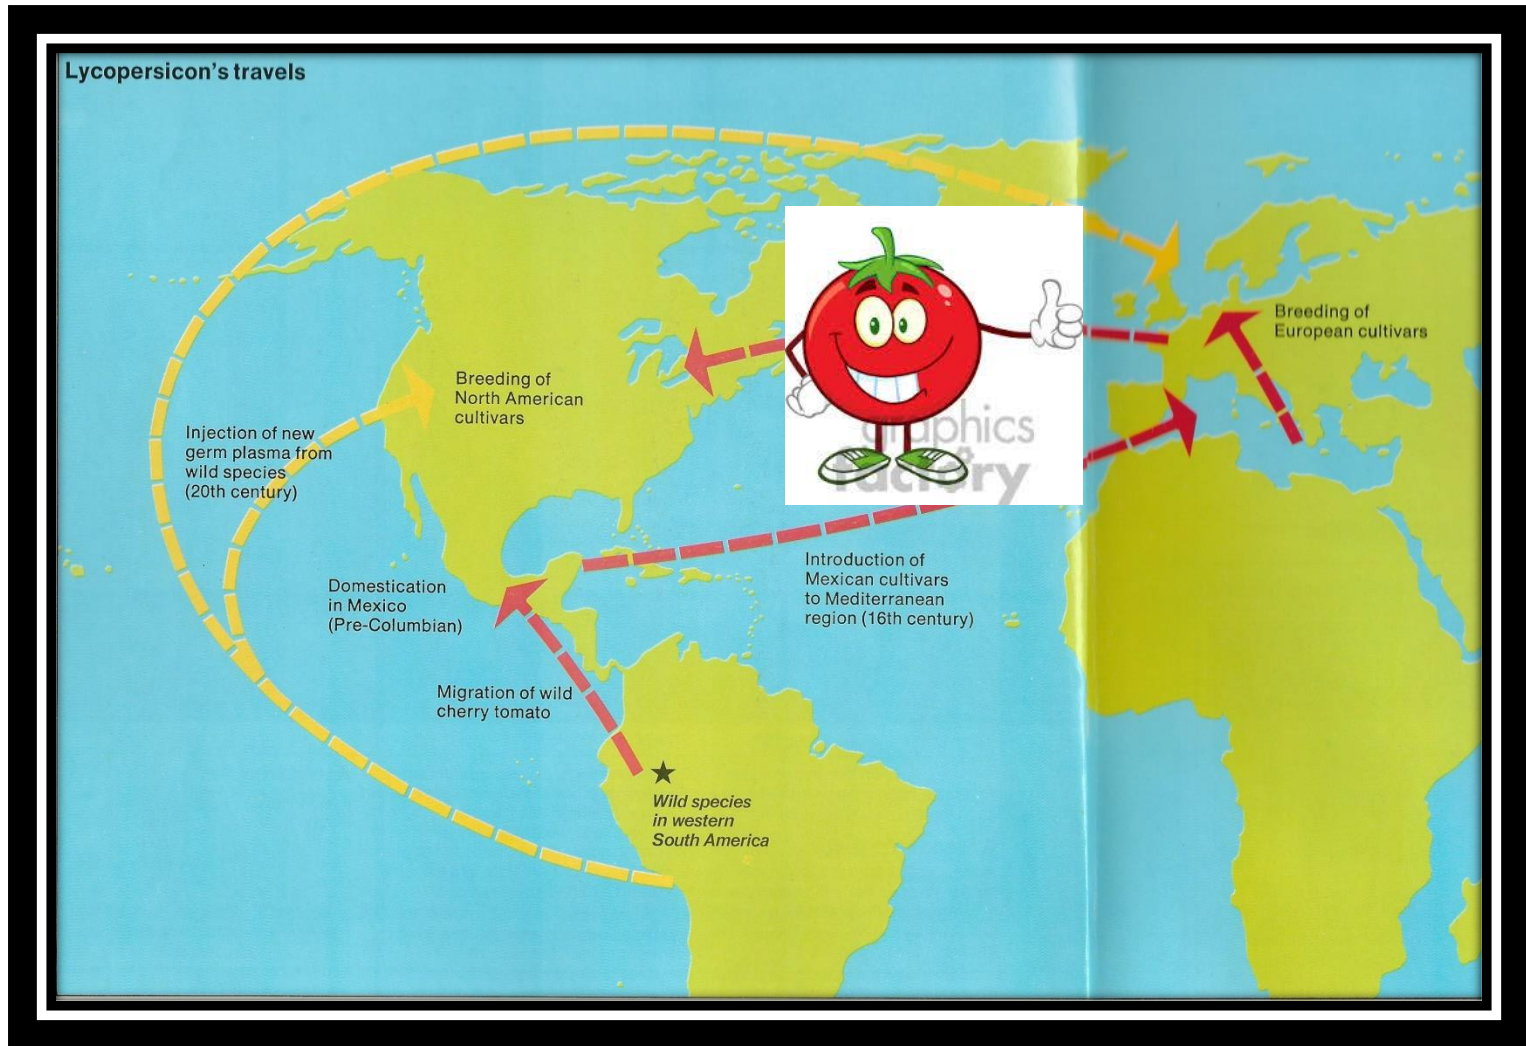 Lycopersicon's travels
Breeding of
European cultivars
Breeding of
North American
cultivars
Injection of new
germ plasma from
wild species
(20th century)
graphics
factory
Domestication
in Mexico
(Pre-Columbian)
Introduction of
Mexican cultivars
to Mediterranean
region (16th century)
Migration of wild
cherry tomato
Wild species
in western
South America